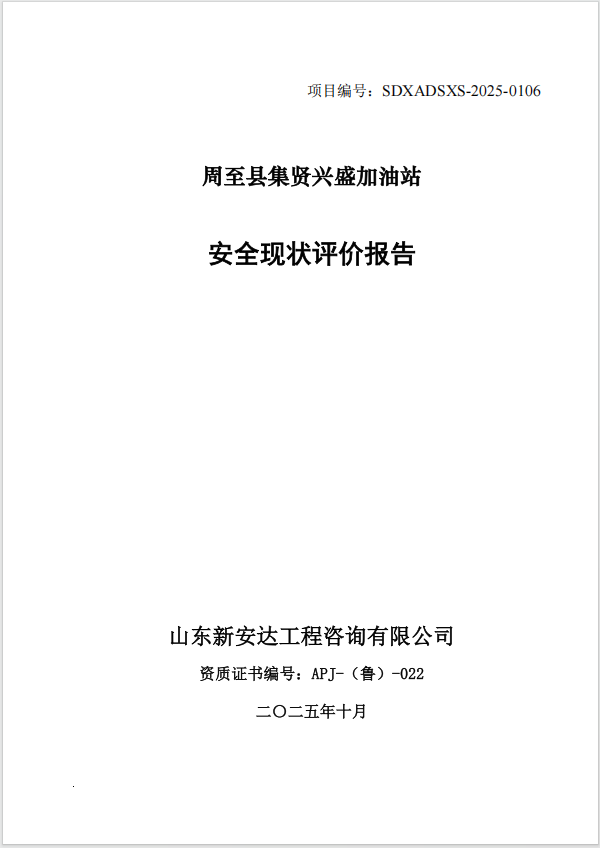 项目编号：SDXADSXS-2025-0106
周至县集贤兴盛加油站
安全现状评价报告
山东新安达工程咨询有限公司
资质证书编号：APJ-（鲁）-022
二〇二五年十月
.